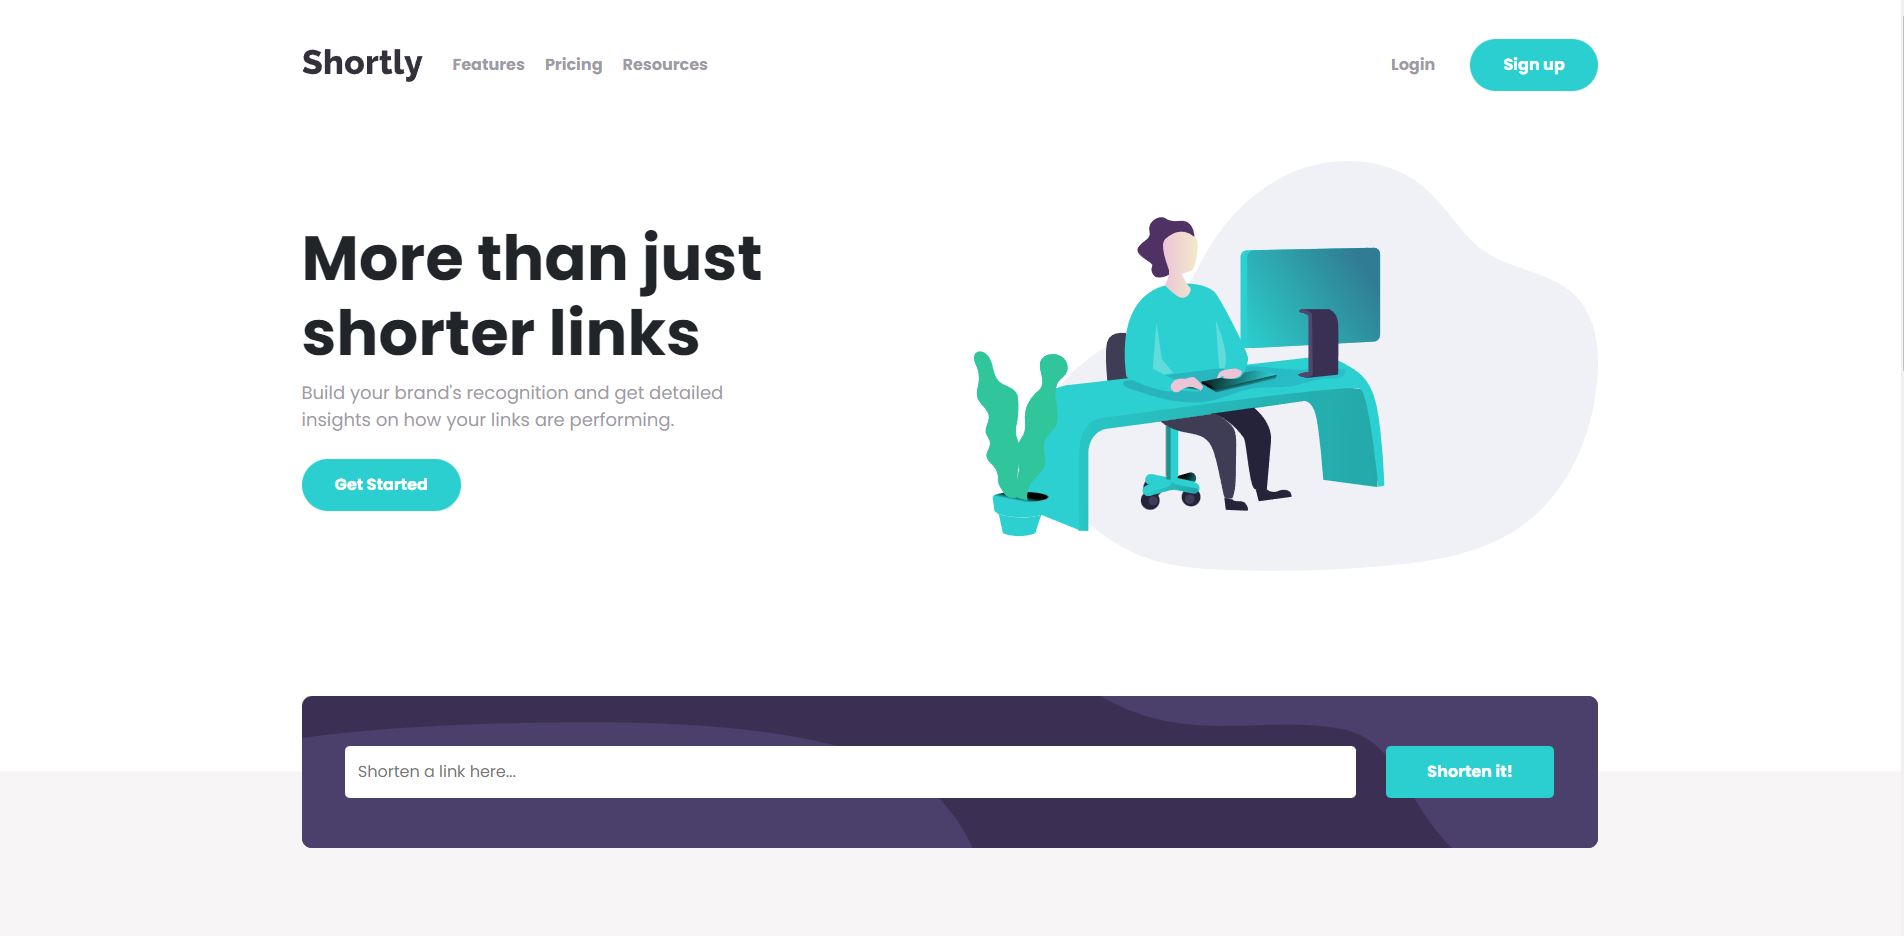 Shortly Features Pricing Resources Login Sign up
More than just
shorter links
Build your brand's recognition and get detailed
insights on how your links are performing.
Get Started
Shorten a link here... Shorten it!